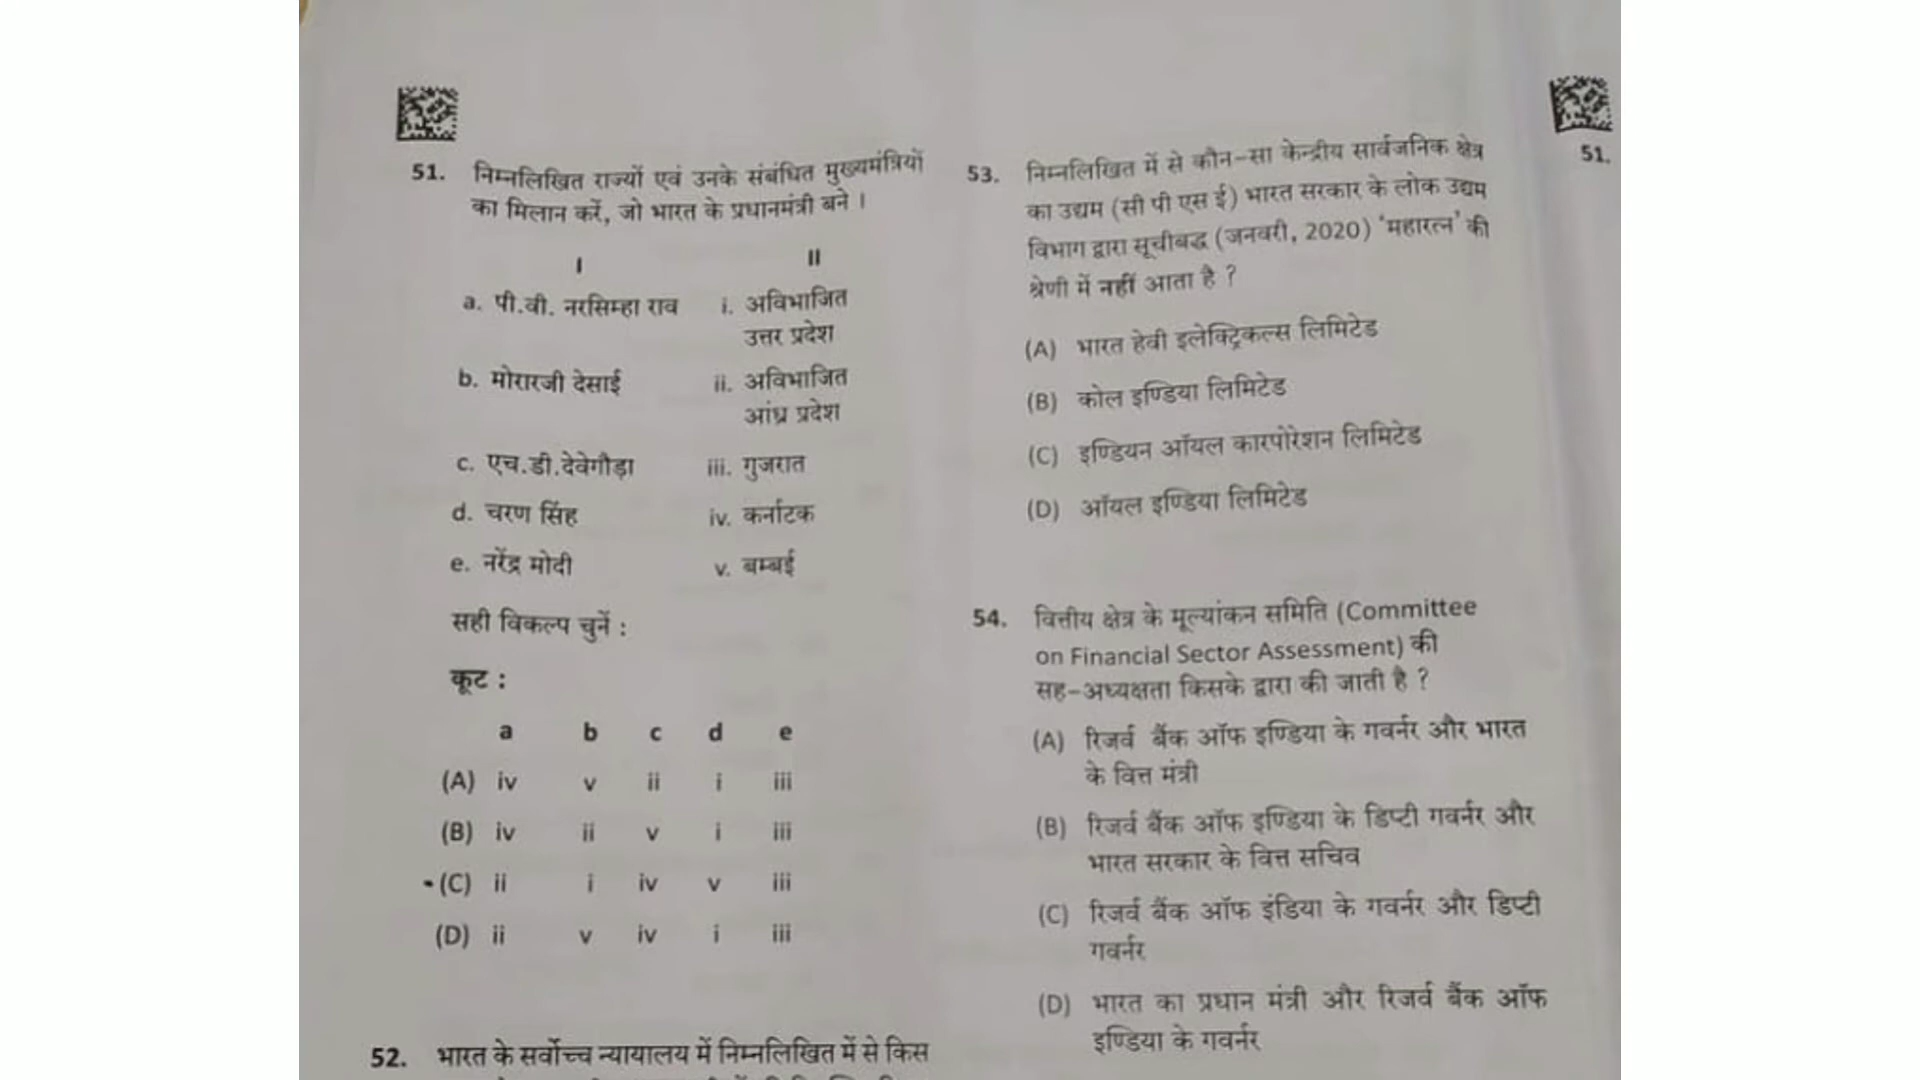 51. निम्नलिखित राज्यों एवं उनके संबंधित मुख्यमंत्रियों
का मिलान करें, जो भारत के प्रधानमंत्री बने ।
I II
a. पी.वी. नरसिम्हा राव i. अविभाजित
उत्तर प्रदेश
b. मोरारजी देसाई ii. अविभाजित
आंध्र प्रदेश
c. एच.डी.देवेगौड़ा iii. गुजरात
d. चरण सिंह iv. कर्नाटक
e. नरेंद्र मोदी v. बम्बई
सही विकल्प चुनें :
कूट :
a b c d e
(A) iv v ii i iii
(B) iv ii v i iii
(C) ii i iv v iii
(D) ii v iv i iii
52. भारत के सर्वोच्च न्यायालय में निम्नलिखित में से किस
53. निम्नलिखित में से कौन-सा केन्द्रीय सार्वजनिक क्षेत्र
का उद्यम (सी पी एस ई) भारत सरकार के लोक उद्यम
विभाग द्वारा सूचीबद्ध (जनवरी, 2020) 'महारत्न' की
श्रेणी में नहीं आता है ?
(A) भारत हेवी इलेक्ट्रिकल्स लिमिटेड
(B) कोल इण्डिया लिमिटेड
(C) इण्डियन ऑयल कारपोरेशन लिमिटेड
(D) ऑयल इण्डिया लिमिटेड
54. वित्तीय क्षेत्र के मूल्यांकन समिति (Committee
on Financial Sector Assessment) की
सह-अध्यक्षता किसके द्वारा की जाती है ?
(A) रिजर्व बैंक ऑफ इण्डिया के गवर्नर और भारत
के वित्त मंत्री
(B) रिजर्व बैंक ऑफ इण्डिया के डिप्टी गवर्नर और
भारत सरकार के वित्त सचिव
(C) रिजर्व बैंक ऑफ इंडिया के गवर्नर और डिप्टी
गवर्नर
(D) भारत का प्रधान मंत्री और रिजर्व बैंक ऑफ
इण्डिया के गवर्नर
51.